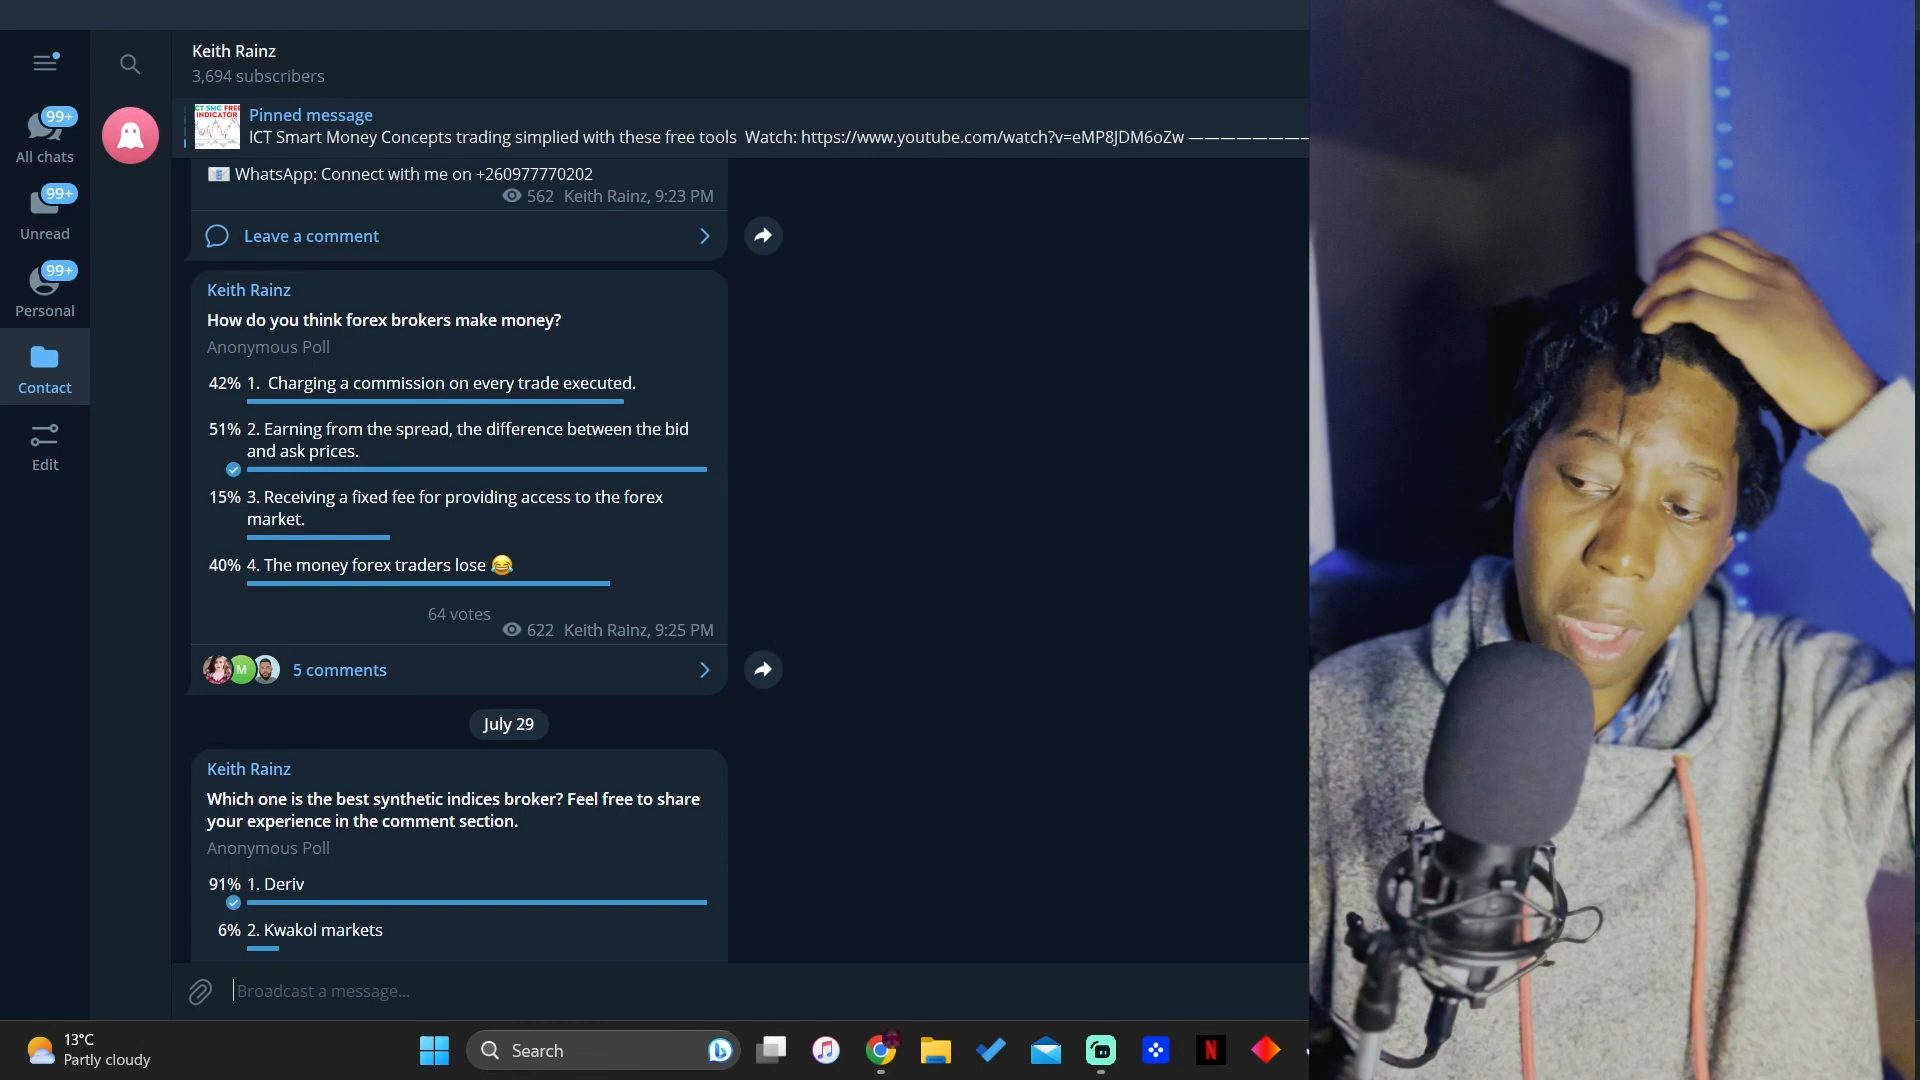 Keith Rainz
3,694 subscribers
Pinned message
ICT Smart Money Concepts trading simplied with these free tools Watch: https://www.youtube.com/watch?v=eMP8JDM6oZw —————————
CT SMC FREE
INDICATOR
99+
All chats
99+
Unread
99+
Personal
Contact
Edit
📧 WhatsApp: Connect with me on +260977770202
562 Keith Rainz, 9:23 PM
Leave a comment
Keith Rainz
How do you think forex brokers make money?
Anonymous Poll
42% 1. Charging a commission on every trade executed.
51% 2. Earning from the spread, the difference between the bid
and ask prices.
15% 3. Receiving a fixed fee for providing access to the forex
market.
40% 4. The money forex traders lose 😂
64 votes
622 Keith Rainz, 9:25 PM
M
5 comments
July 29
Keith Rainz
Which one is the best synthetic indices broker? Feel free to share
your experience in the comment section.
Anonymous Poll
91% 1. Deriv
6% 2. Kwakol markets
Broadcast a message...
13°C
Partly cloudy
Search
N